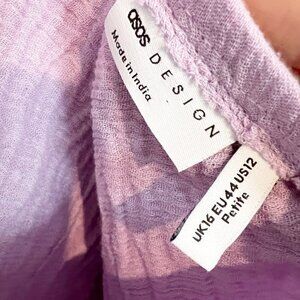 asos DESIGN
Made in India
UK16 EU44 US12
Petite